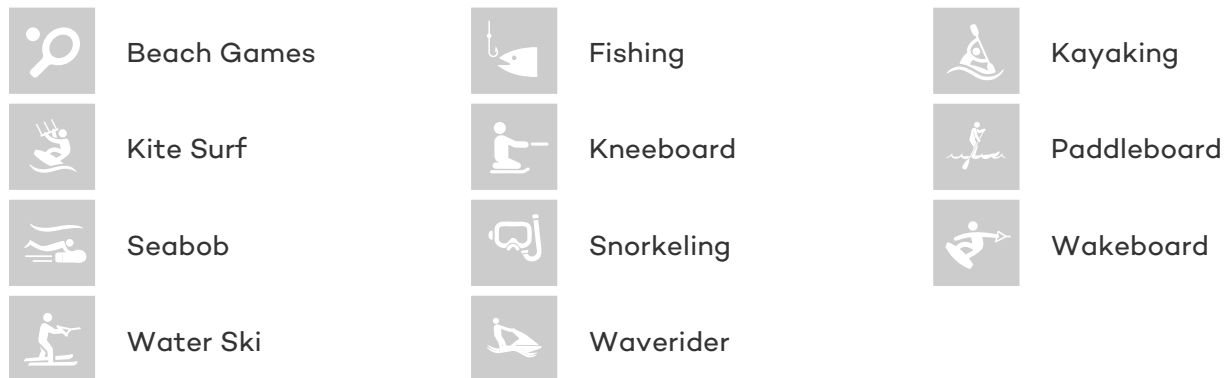 Beach Games
Fishing
Kayaking
Kite Surf
Kneeboard
Paddleboard
Seabob
Snorkeling
Wakeboard
Water Ski
Waverider